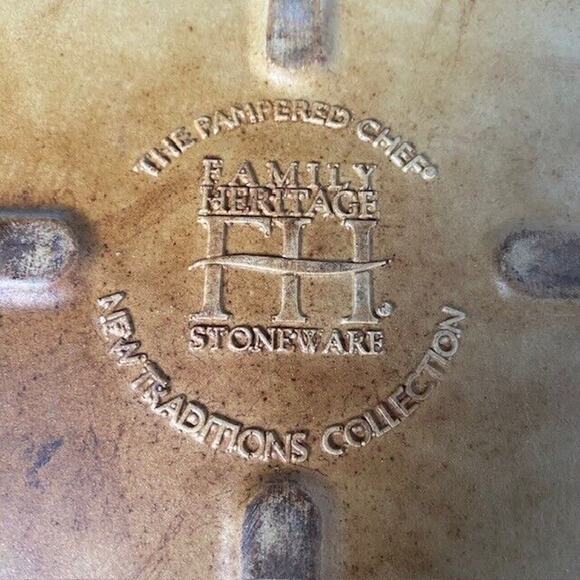 THE PAMPERED CHEF®
FAMILY
HERITAGE
FH®
STONEWARE
NEW TRADITIONS COLLECTION